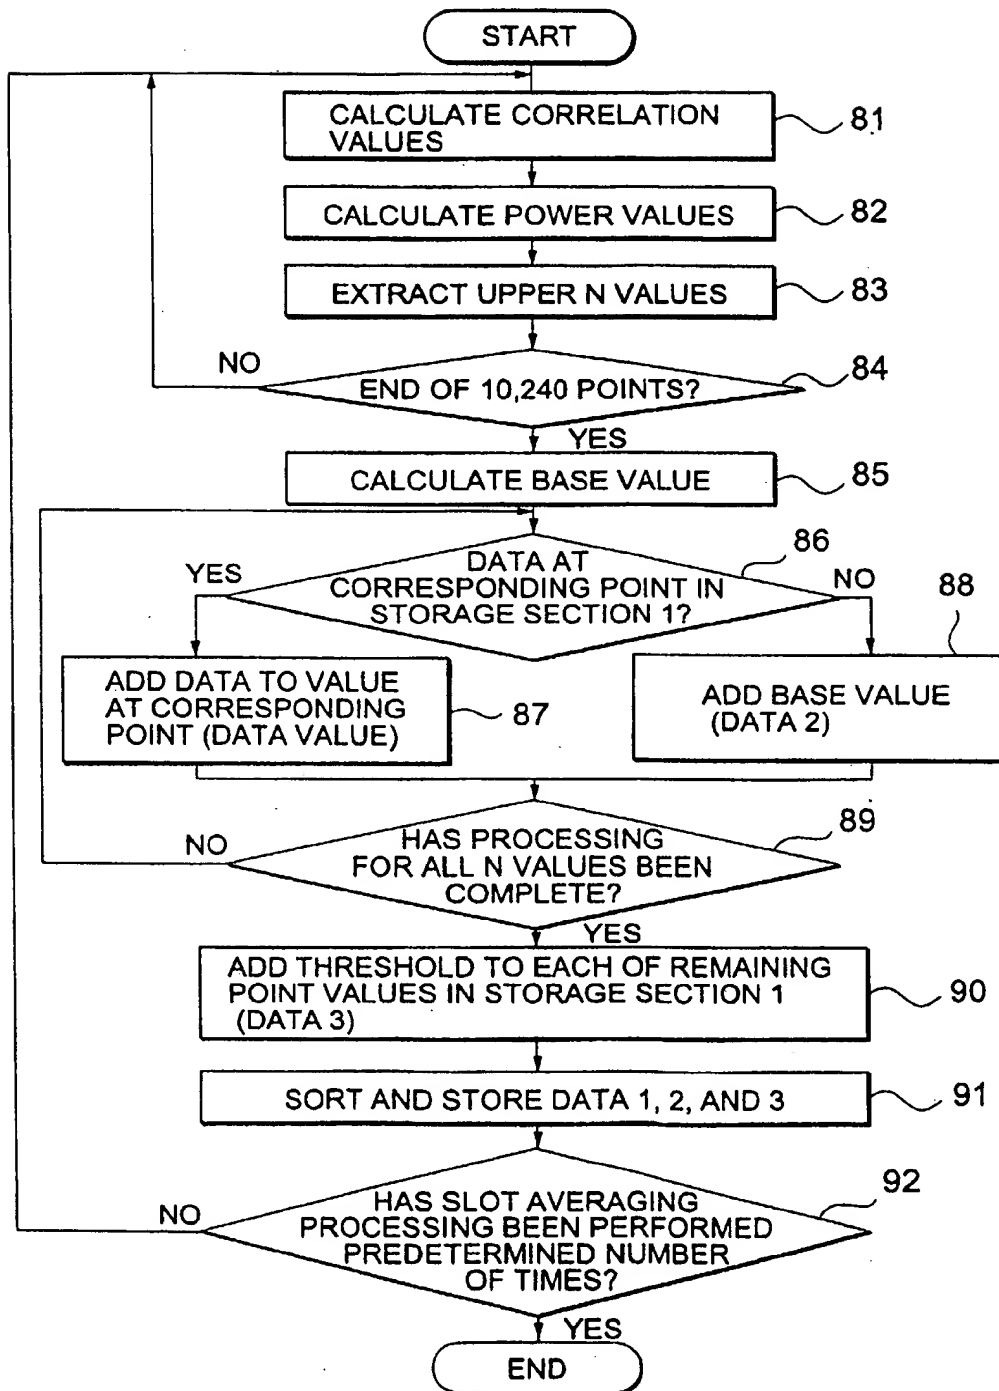 START
CALCULATE CORRELATION
VALUES
81
CALCULATE POWER VALUES
82
EXTRACT UPPER N VALUES
83
NO
END OF 10,240 POINTS?
84
YES
CALCULATE BASE VALUE
85
86
YES
DATA AT
CORRESPONDING POINT IN
STORAGE SECTION 1?
NO
88
ADD DATA TO VALUE
AT CORRESPONDING
POINT (DATA VALUE)
87
ADD BASE VALUE
(DATA 2)
89
NO
HAS PROCESSING
FOR ALL N VALUES BEEN
COMPLETE?
YES
ADD THRESHOLD TO EACH OF REMAINING
POINT VALUES IN STORAGE SECTION 1
(DATA 3)
90
SORT AND STORE DATA 1, 2, AND 3
91
92
NO
HAS SLOT AVERAGING
PROCESSING BEEN PERFORMED
PREDETERMINED NUMBER
OF TIMES?
YES
END